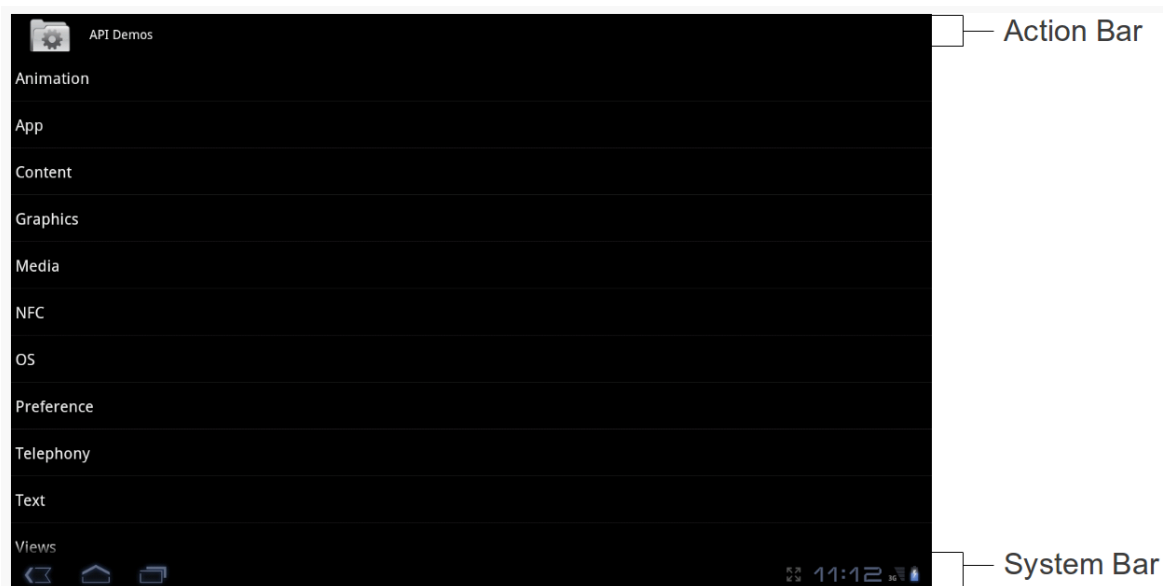 API Demos
Action Bar
Animation
App
Content
Graphics
Media
NFC
OS
Preference
Telephony
Text
Views
11:12
3G
System Bar